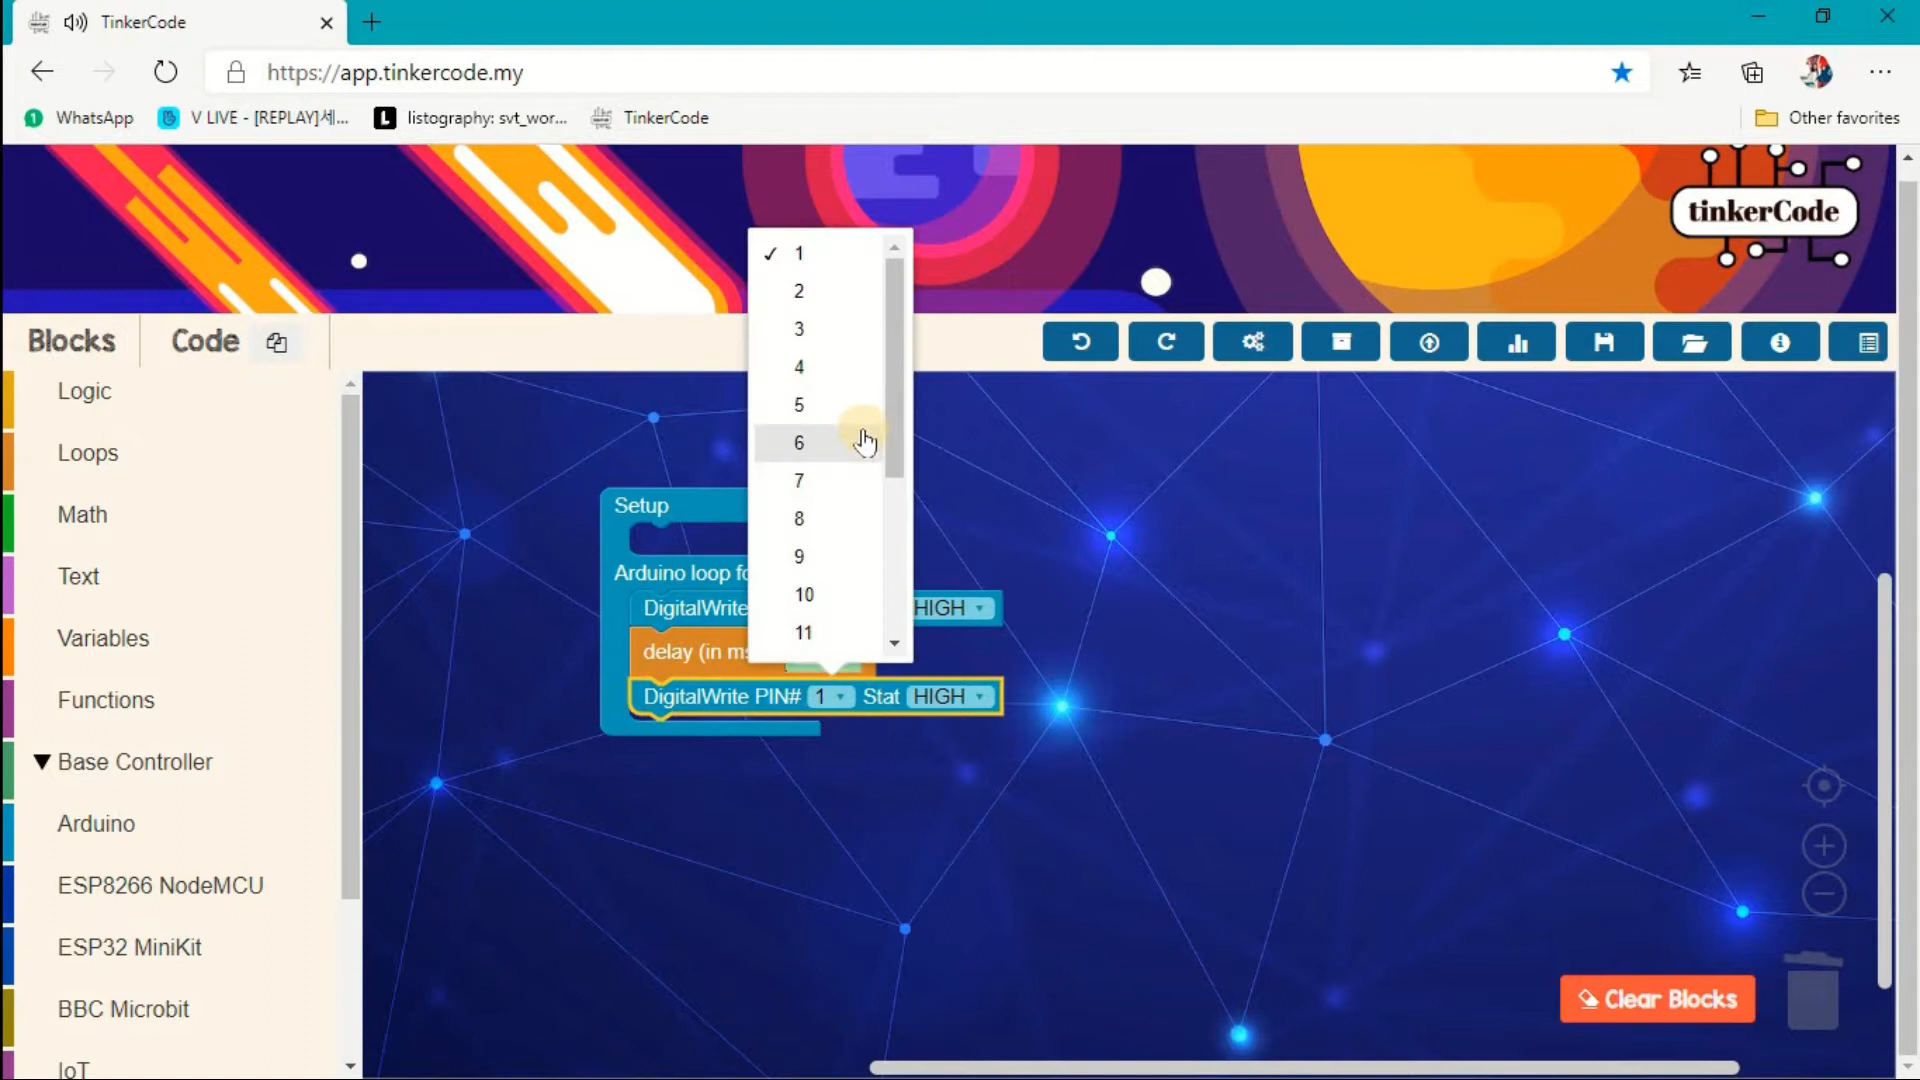 TinkerCode
https://app.tinkercode.my
1 WhatsApp
V LIVE - [REPLAY]세...
L listography: svt_wor...
TinkerCode
Other favorites
tinkerCode
Blocks
Code
Logic
Loops
Math
Text
Variables
Functions
▼ Base Controller
Arduino
ESP8266 NodeMCU
ESP32 MiniKit
BBC Microbit
IoT
✓ 1
2
3
4
5
6
7
8
9
10
11
Setup
Arduino loop fo
DigitalWrite HIGH
delay (in ms
DigitalWrite PIN# 1 Stat HIGH
Clear Blocks